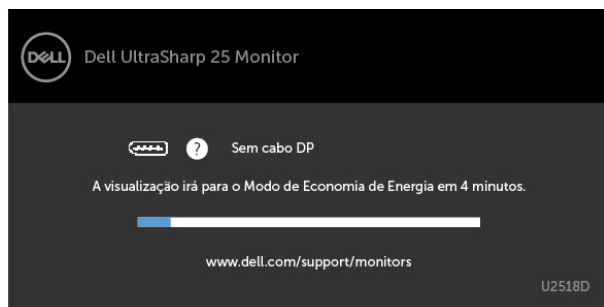 DELL
Dell UltraSharp 25 Monitor
? Sem cabo DP
A visualização irá para o Modo de Economia de Energia em 4 minutos.
www.dell.com/support/monitors
U2518D